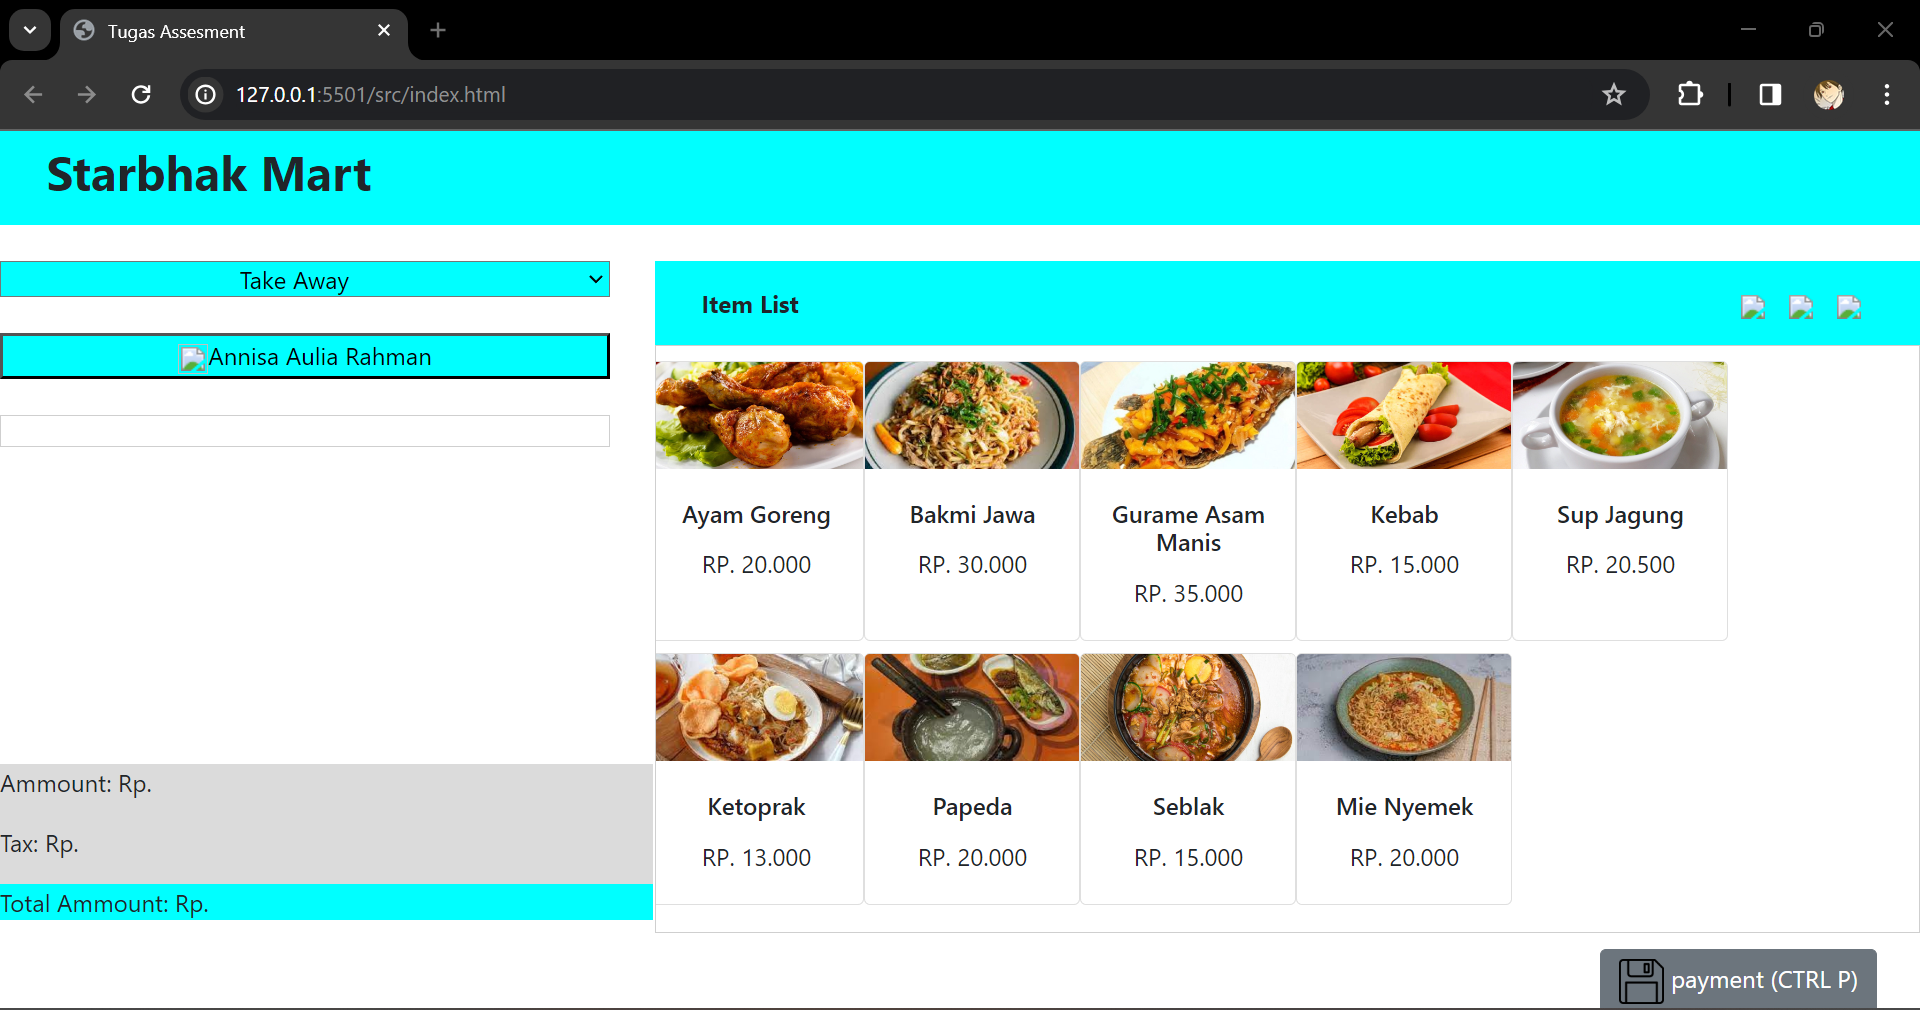 Tugas Assesment
127.0.0.1:5501/src/index.html
Starbhak Mart
Take Away
Annisa Aulia Rahman
Item List
Ayam Goreng
RP. 20.000
Bakmi Jawa
RP. 30.000
Gurame Asam
Manis
RP. 35.000
Kebab
RP. 15.000
Sup Jagung
RP. 20.500
Ketoprak
RP. 13.000
Papeda
RP. 20.000
Seblak
RP. 15.000
Mie Nyemek
RP. 20.000
Ammount: Rp.
Tax: Rp.
Total Ammount: Rp.
payment (CTRL P)